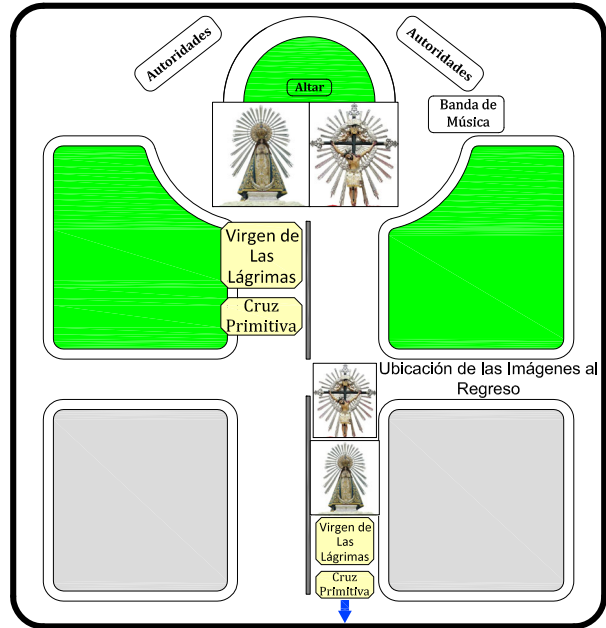 Autoridades
Autoridades
Altar
Banda de
Música
Virgen de
Las
Lágrimas
Cruz
Primitiva
Ubicación de las Imágenes al
Regreso
Virgen de
Las
Lágrimas
Cruz
Primitiva